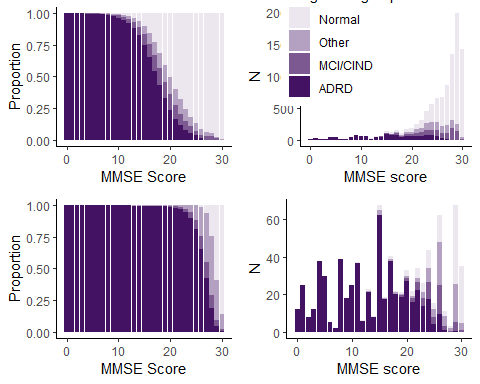 Normal
Other
MCI/CIND
ADRD
Proportion
1.00
0.75
0.50
0.25
0.00
0 10 20 30
MMSE Score
N
20
500
0
0 10 20 30
MMSE score
Proportion
1.00
0.75
0.50
0.25
0.00
0 10 20 30
MMSE Score
N
60
40
20
0
0 10 20 30
MMSE Score